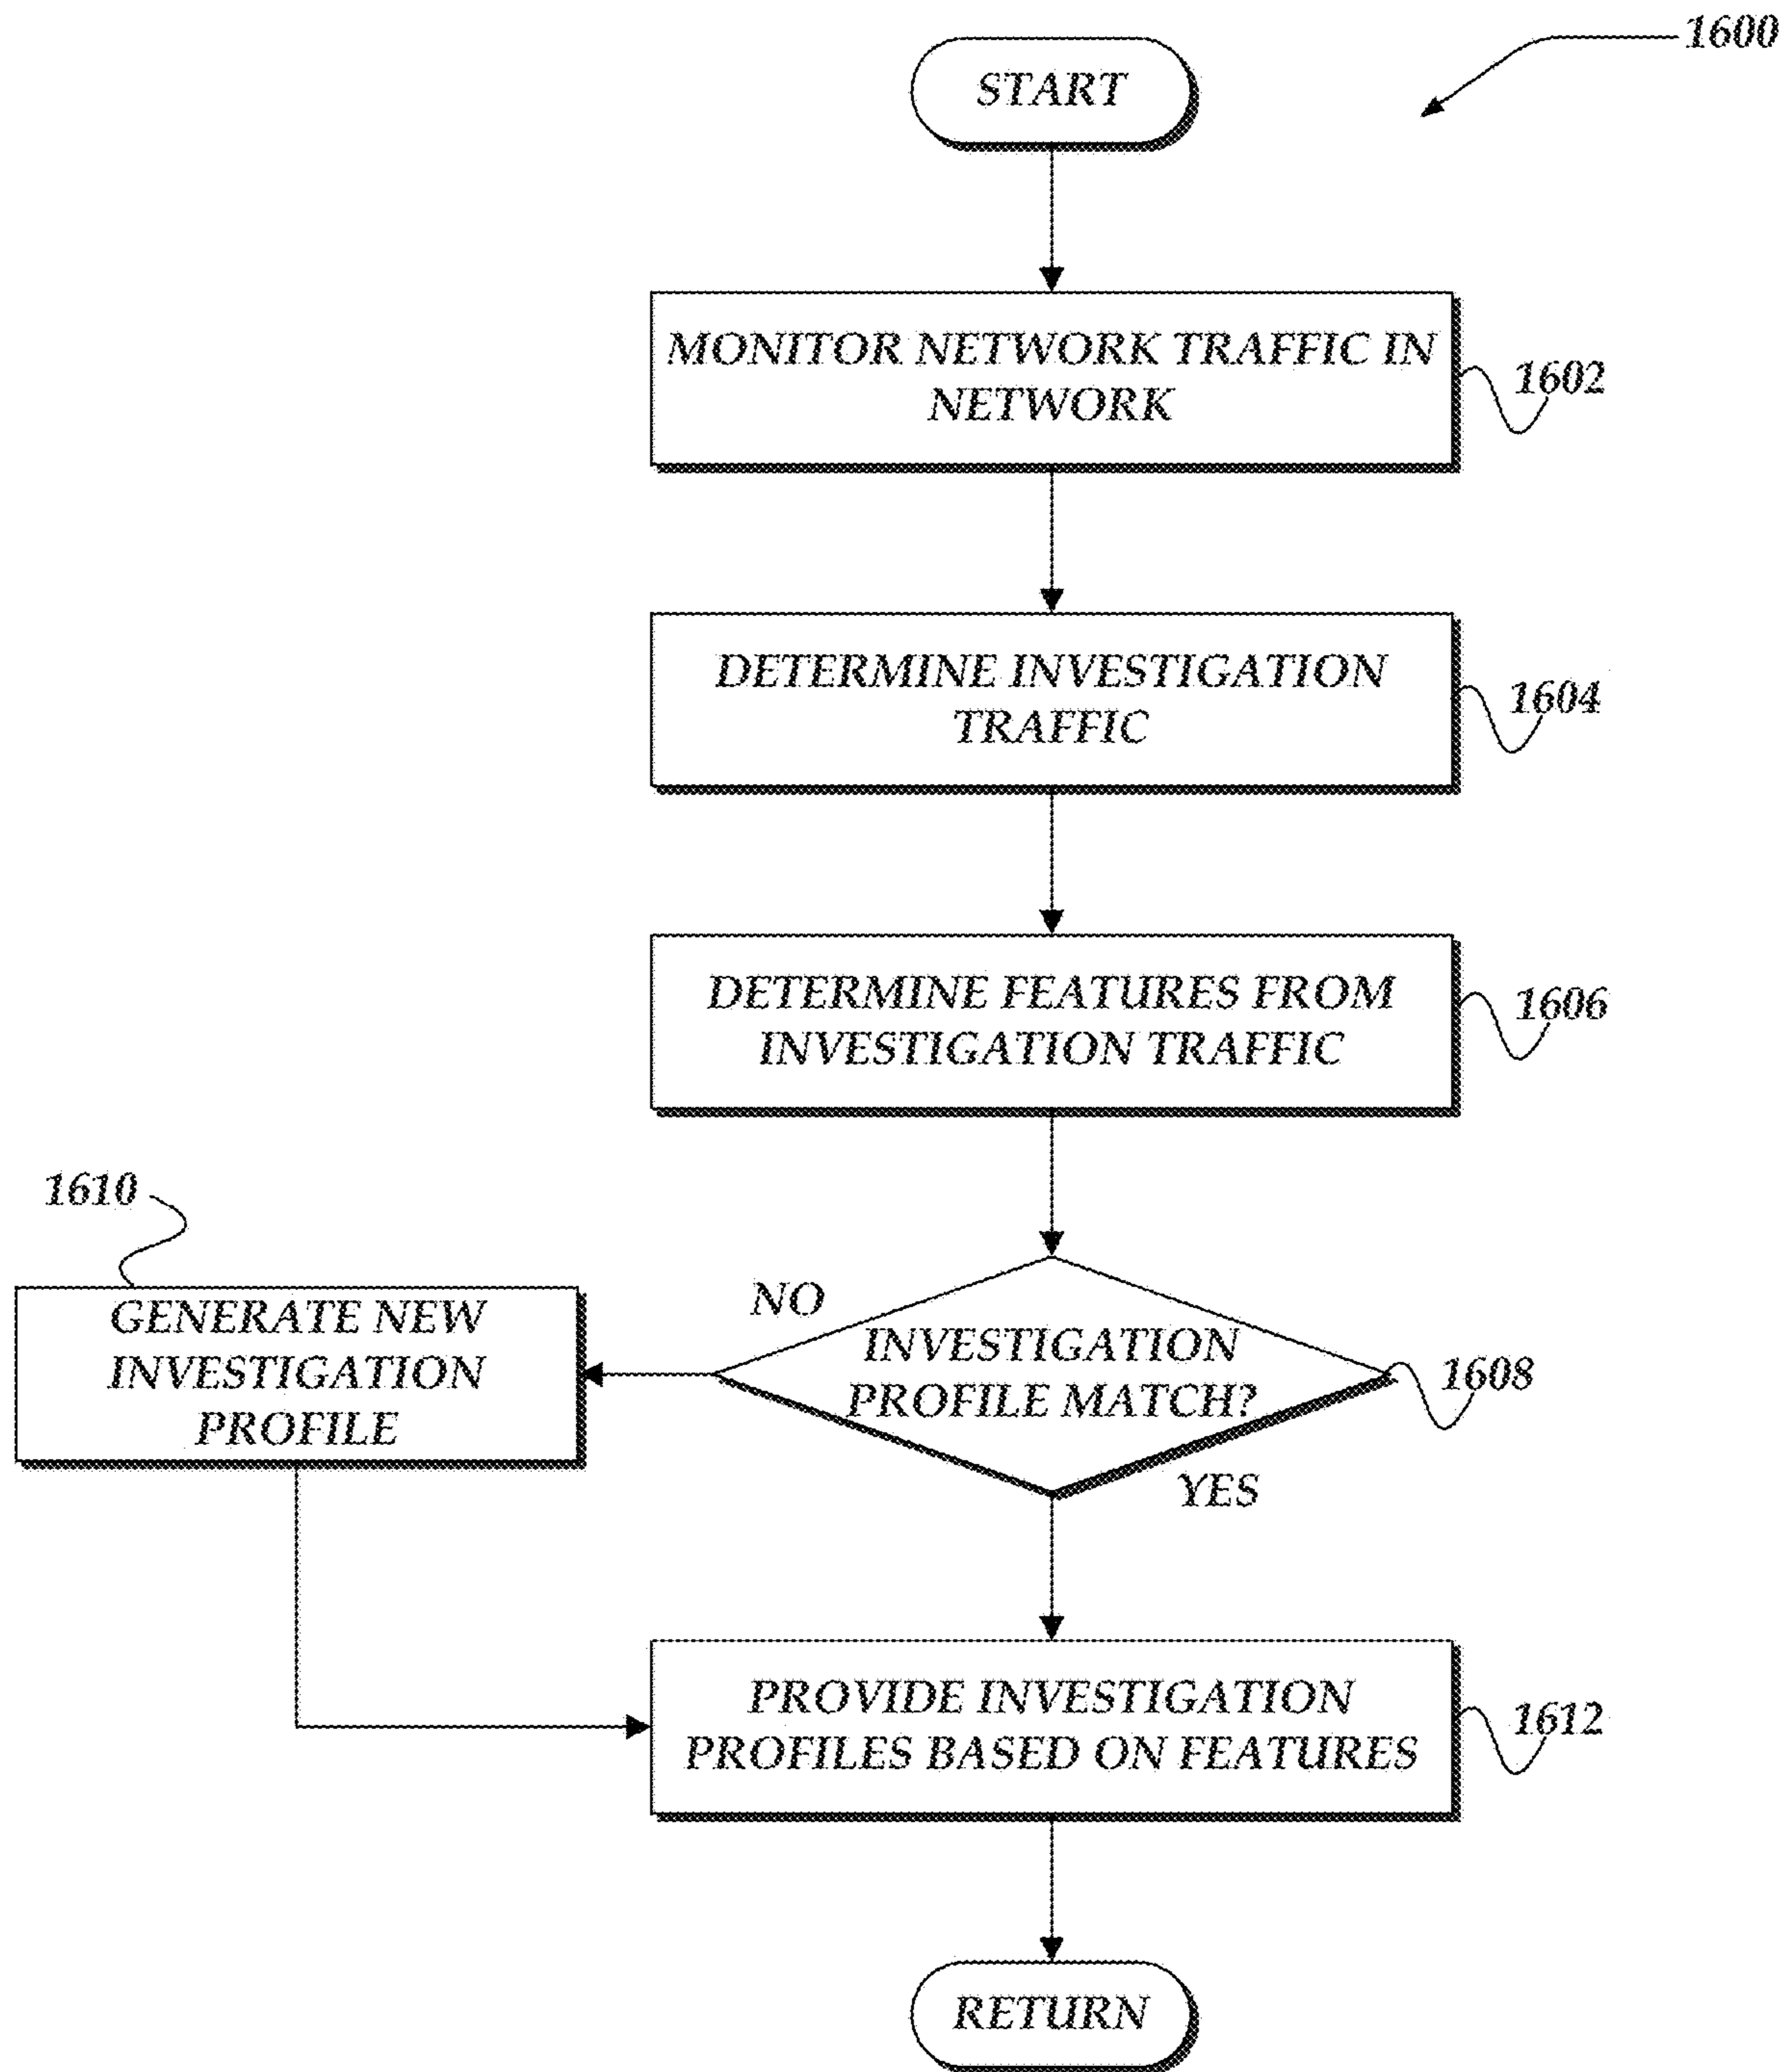 1600
START
MONITOR NETWORK TRAFFIC IN
NETWORK
1602
DETERMINE INVESTIGATION
TRAFFIC
1604
DETERMINE FEATURES FROM
INVESTIGATION TRAFFIC
1606
1610
GENERATE NEW
INVESTIGATION
PROFILE
NO
INVESTIGATION
PROFILE MATCH?
1608
YES
PROVIDE INVESTIGATION
PROFILES BASED ON FEATURES
1612
RETURN